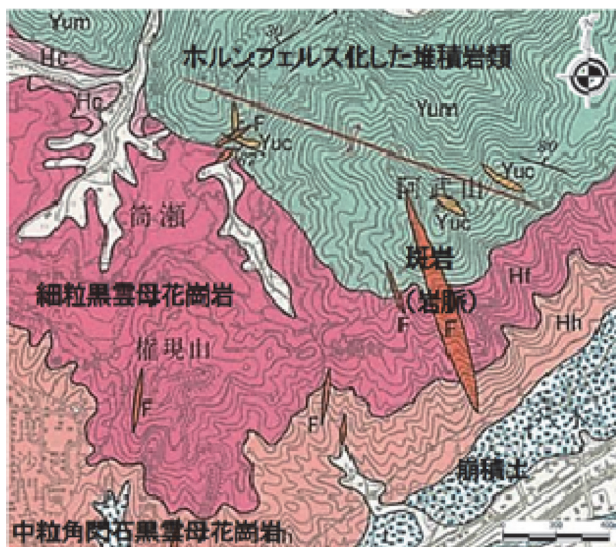 Yum
30
ホルンフェルス化した堆積岩類
Hc
Hc
Yum
F
F
Yuc
80
Yuc
阿武山
Yuc
筒瀬
斑岩
(岩脈)
Hf
細粒黒雲母花崗岩
F
F
Hh
権現山
F
F
崩積土
中粒角閃石黒雲母花崗岩